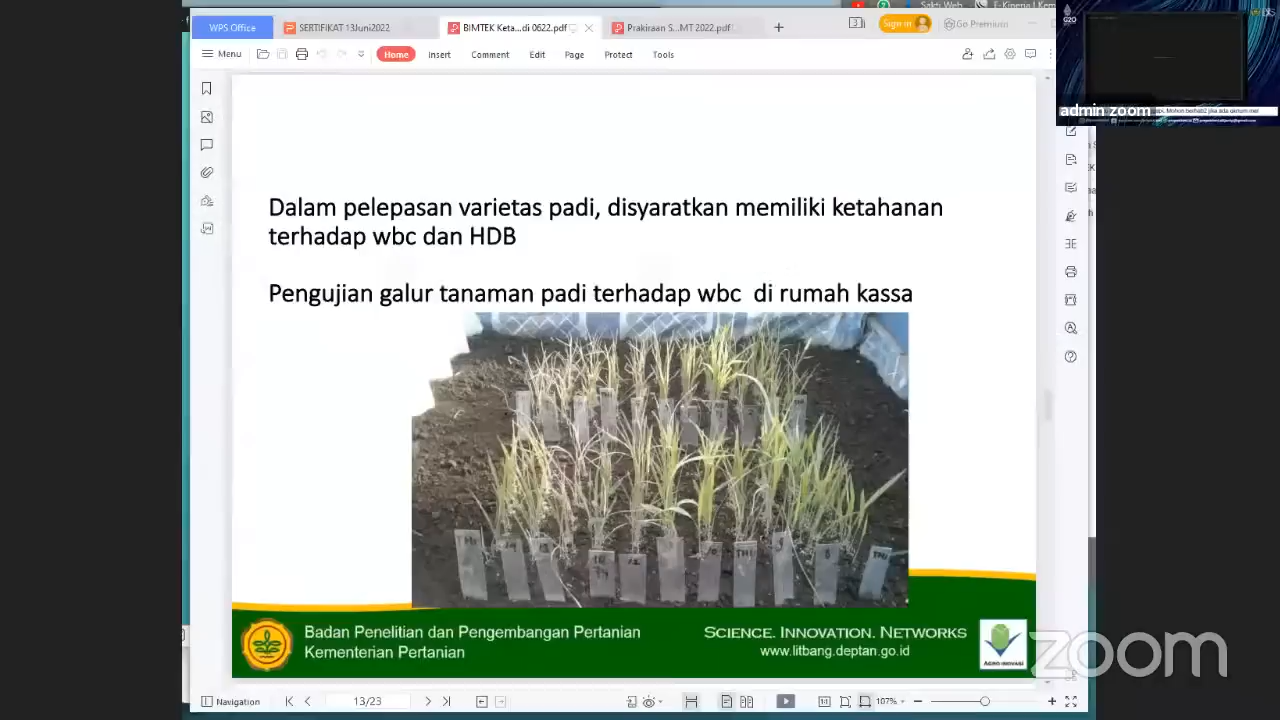 WPS Office
SERTIFIKAT 13Juni2022
BIMTEK Keta...di 0622.pdf
Prakiraan S...MT 2022.pdf
Sign in
Go Premium
Menu
Home
Insert
Comment
Edit
Page
Protect
Tools
admin zoom
Dalam pelepasan varietas padi, disyaratkan memiliki ketahanan
terhadap wbc dan HDB
Pengujian galur tanaman padi terhadap wbc di rumah kassa
Badan Penelitian dan Pengembangan Pertanian
Kementerian Pertanian
SCIENCE. INNOVATION. NETWORKS
www.litbang.deptan.go.id
AGRO INOVASI
zoom
Navigation
13/23
107%